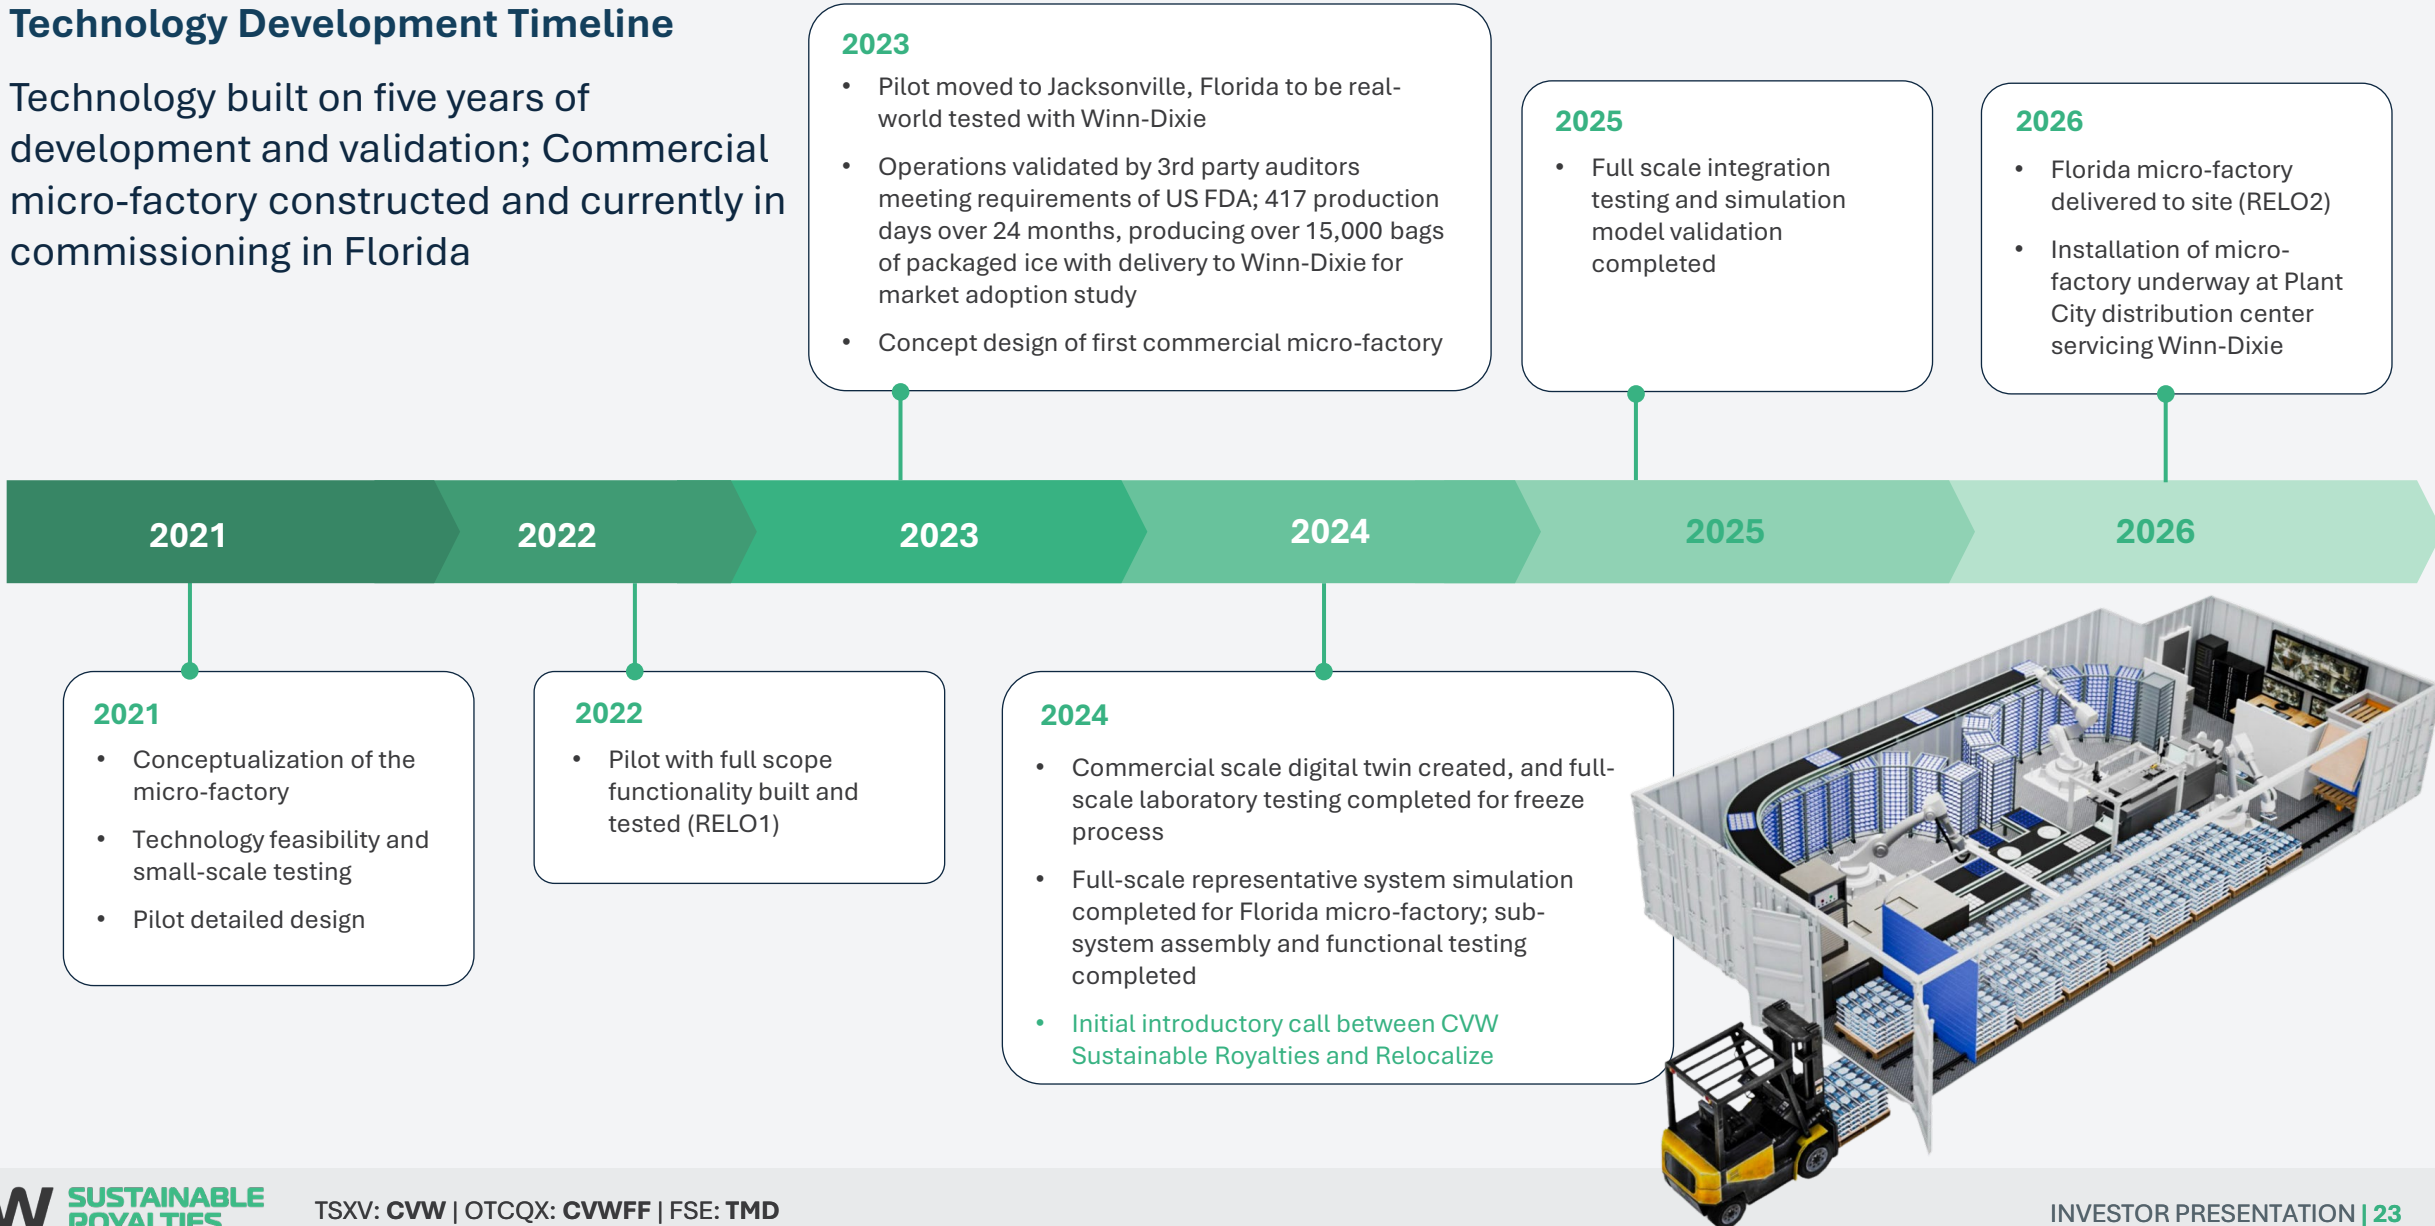 Technology Development Timeline
Technology built on five years of
development and validation; Commercial
micro-factory constructed and currently in
commissioning in Florida
2023
• Pilot moved to Jacksonville, Florida to be real-
world tested with Winn-Dixie
• Operations validated by 3rd party auditors
meeting requirements of US FDA; 417 production
days over 24 months, producing over 15,000 bags
of packaged ice with delivery to Winn-Dixie for
market adoption study
• Concept design of first commercial micro-factory
2025
• Full scale integration
testing and simulation
model validation
completed
2026
• Florida micro-factory
delivered to site (RELO2)
• Installation of micro-
factory underway at Plant
City distribution center
servicing Winn-Dixie
2021 2022 2023 2024 2025 2026
2021
• Conceptualization of the
micro-factory
• Technology feasibility and
small-scale testing
• Pilot detailed design
2022
• Pilot with full scope
functionality built and
tested (RELO1)
2024
• Commercial scale digital twin created, and full-
scale laboratory testing completed for freeze
process
• Full-scale representative system simulation
completed for Florida micro-factory; sub-
system assembly and functional testing
completed
• Initial introductory call between CVW
Sustainable Royalties and Relocalize
W SUSTAINABLE
ROYALTIES
TSXV: CVW | OTCQX: CVWFF | FSE: TMD
INVESTOR PRESENTATION | 23